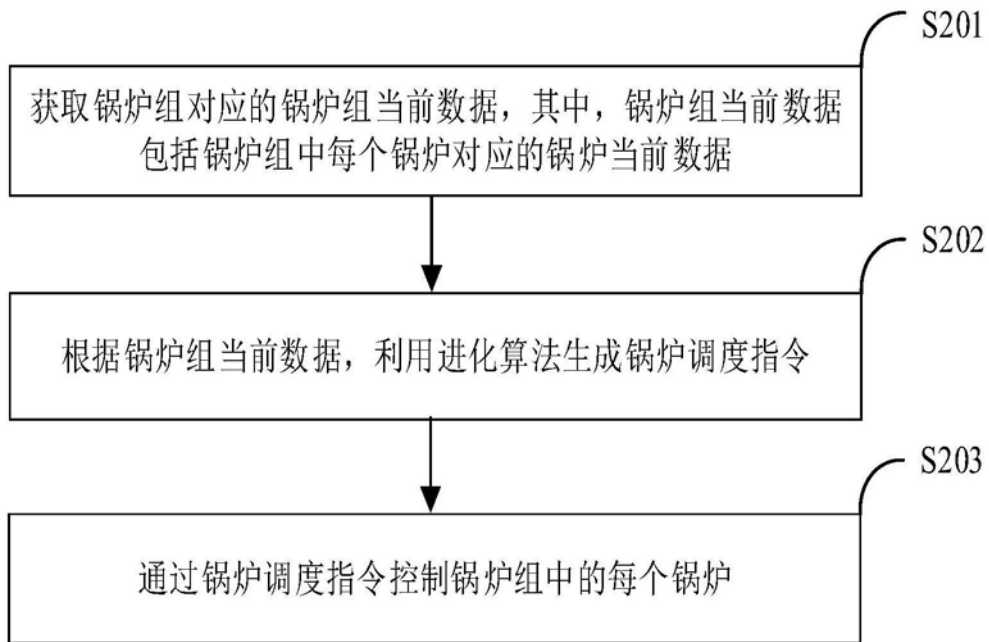 S201
获取锅炉组对应的锅炉组当前数据，其中，锅炉组当前数据
包括锅炉组中每个锅炉对应的锅炉当前数据
S202
根据锅炉组当前数据，利用进化算法生成锅炉调度指令
S203
通过锅炉调度指令控制锅炉组中的每个锅炉